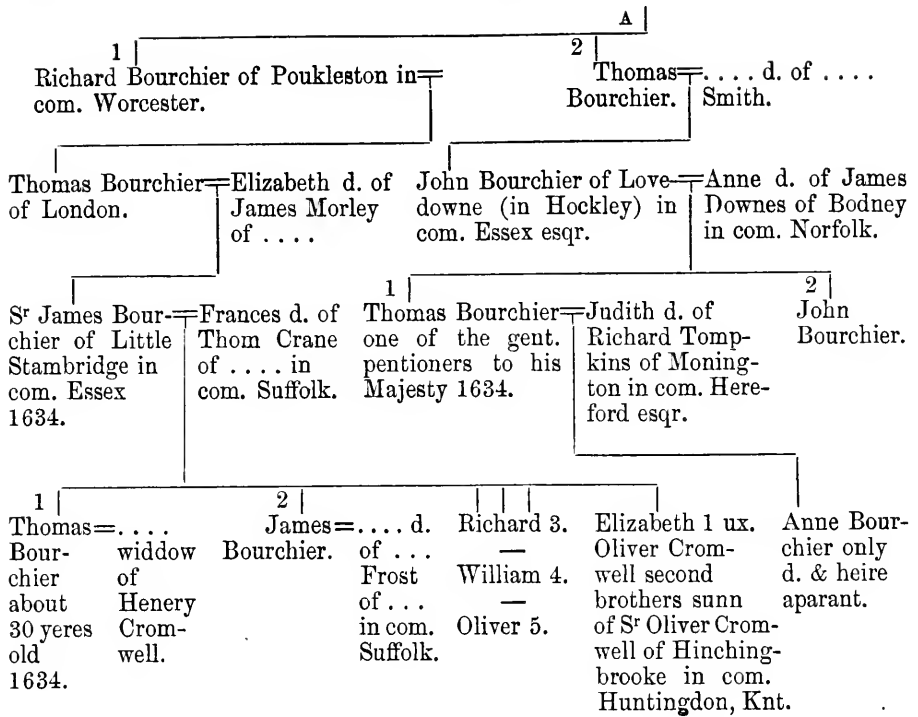 A
1
2
Richard Bourchier of Poukleston in
com. Worcester.
Thomas=. . . . d. of . . . .
Bourchier. Smith.
Thomas Bourchier=Elizabeth d. of
of London. James Morley
of . . . .
John Bourchier of Love-=Anne d. of James
downe (in Hockley) in Downes of Bodney
com. Essex esqr. in com. Norfolk.
1
2
Sr James Bour-=Frances d. of
chier of Little Thom Crane
Stambridge in of . . . . in
com. Essex com. Suffolk.
1634.
Thomas Bourchier=Judith d. of
one of the gent. Richard Tomp-
pentioners to his kins of Moning-
Majesty 1634. ton in com. Here-
ford esqr.
John
Bourchier.
1
Thomas=. . . .
Bour- widdow
chier of
about Henery
30 yeres Crom-
old well.
1634.
2
James=. . . . d.
Bourchier. of . . .
Frost
of . . .
in com.
Suffolk.
Richard 3.
—
William 4.
—
Oliver 5.
Elizabeth 1 ux.
Oliver Crom-
well second
brothers sunn
of Sr Oliver Crom-
well of Hinching-
brooke in com.
Huntingdon, Knt.
Anne Bour-
chier only
d. & heire
aparant.